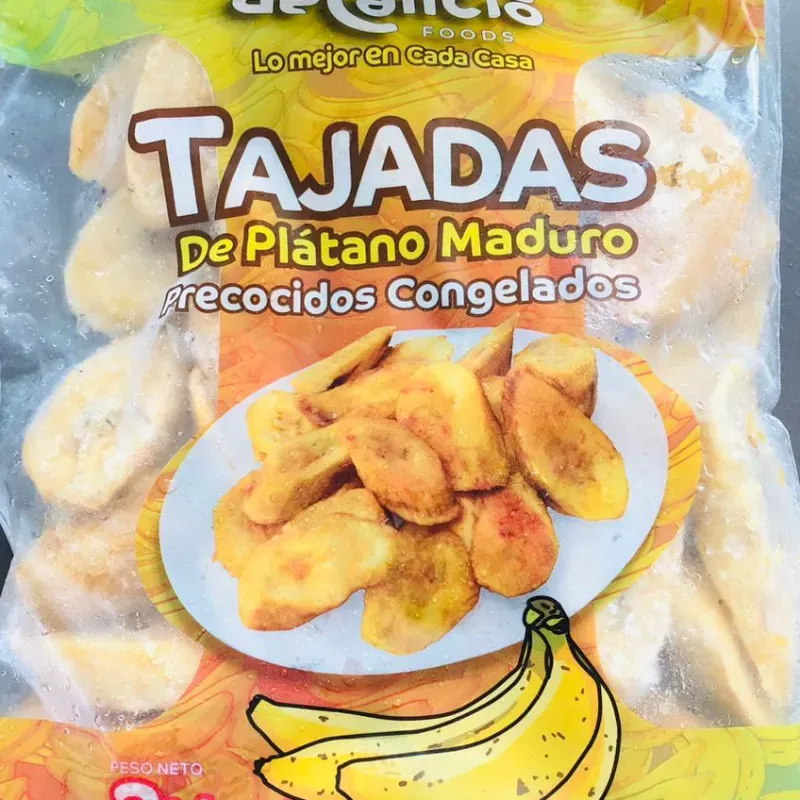 FOODS
Lo mejor en Cada Casa
TAJADAS
De Plátano Maduro
Precocidos Congelados
PESO NETO